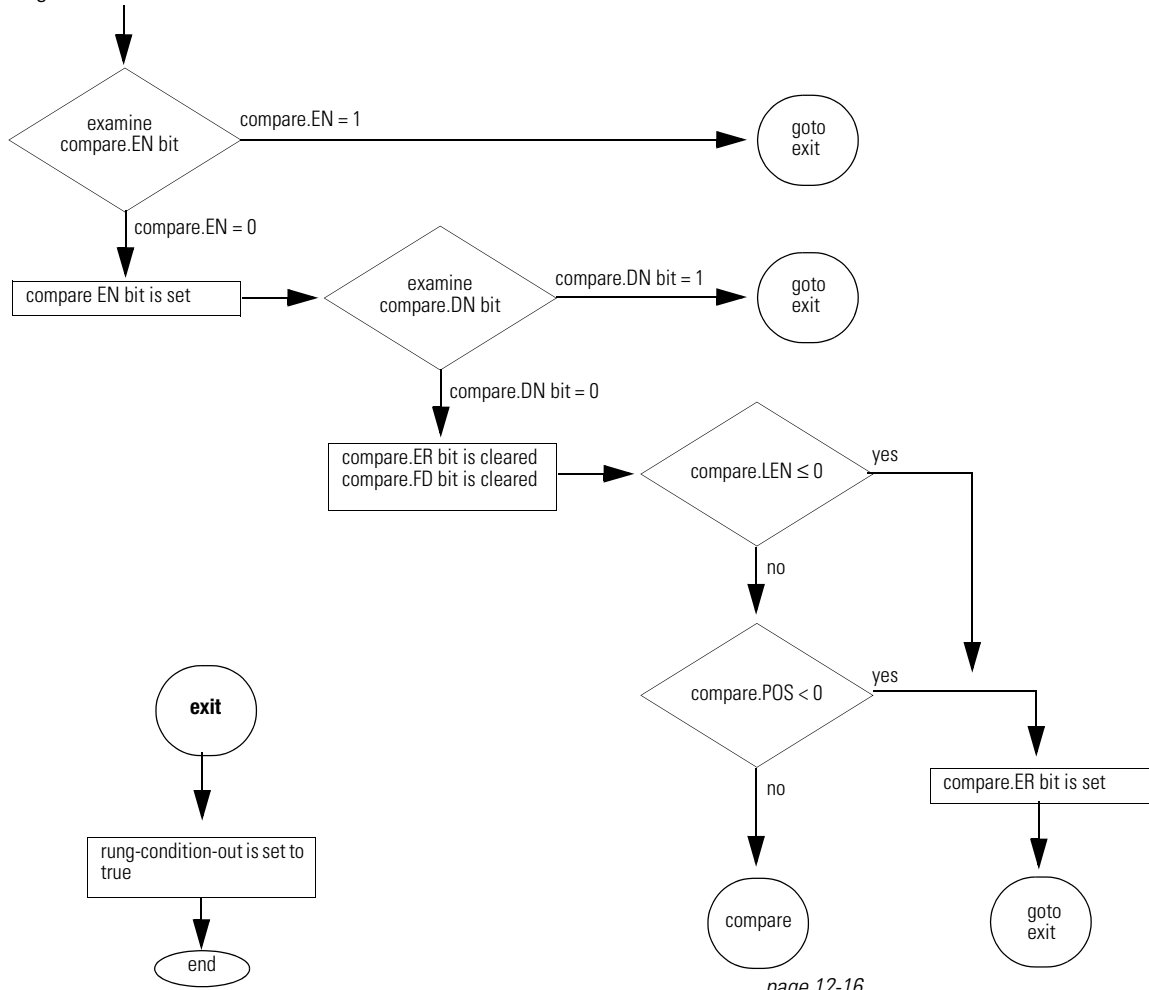 examine
compare.EN bit
compare.EN = 1
goto
exit
compare.EN = 0
compare EN bit is set
examine
compare.DN bit
compare.DN bit = 1
goto
exit
compare.DN bit = 0
compare.ER bit is cleared
compare.FD bit is cleared
compare.LEN ≤ 0
yes
no
compare.POS < 0
yes
no
compare.ER bit is set
compare
goto
exit
page 12-16
exit
rung-condition-out is set to
true
end